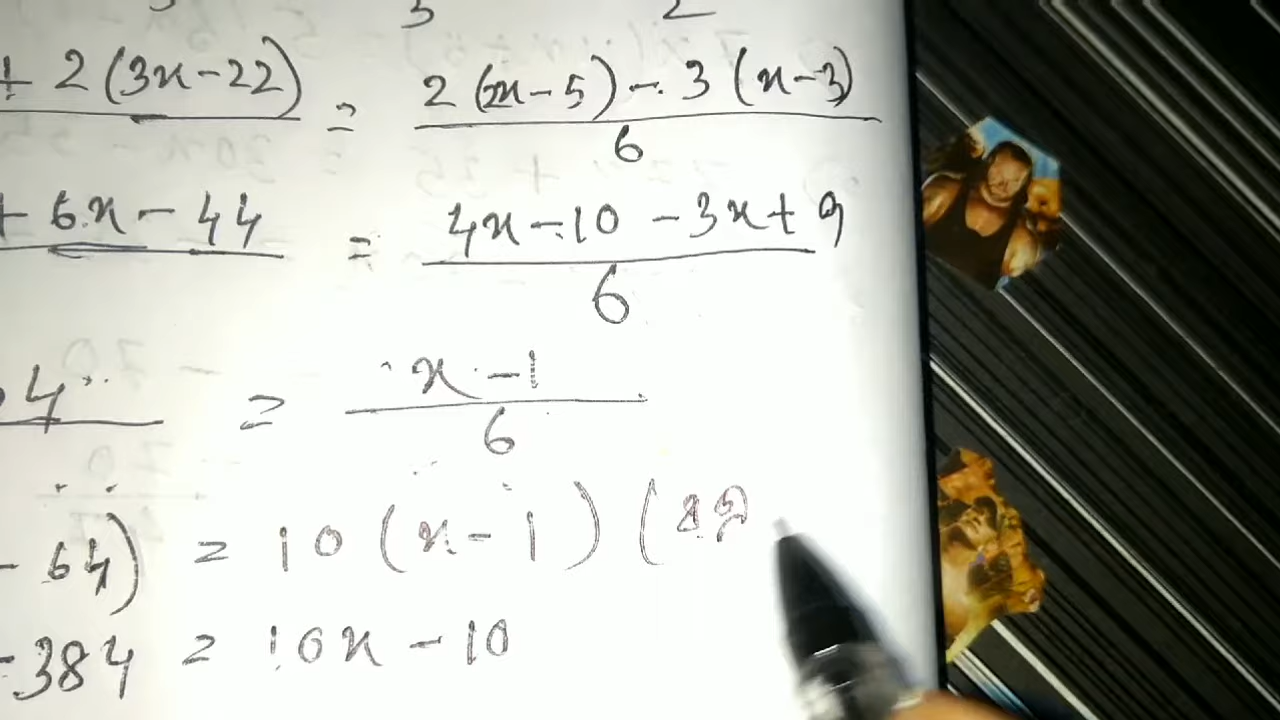 + 2(3x-22) = 2(2x-5) - 3(x-3)
6
+ 6x - 44 = 4x - 10 - 3x + 9
6
4 = x - 1
6
- 64) = 10 (x - 1) (
-384 = 10x - 10